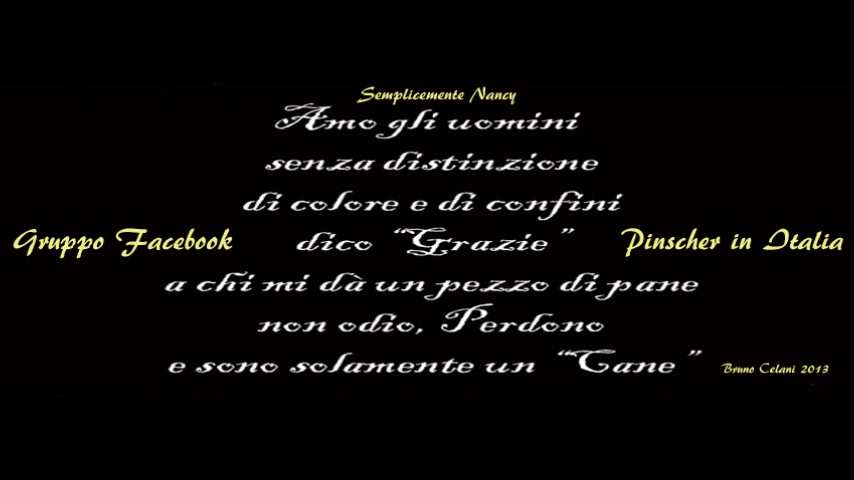 Semplicemente Nancy
Amo gli uomini
senza distinzione
di colore e di confini
Gruppo Facebook dico “Grazie” Pinscher in Italia
a chi mi dà un pezzo di pane
non odio, Perdono
e sono solamente un “Cane” Bruno Celani 2013